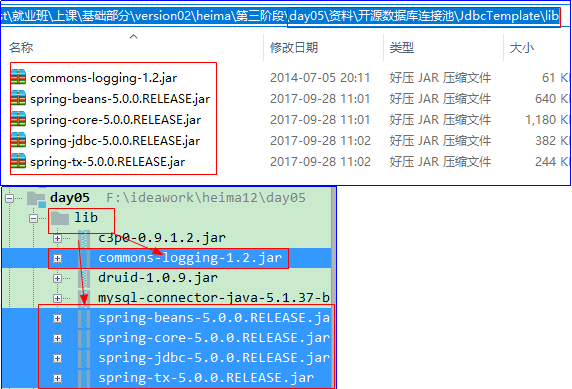 st\就业班\上课\基础部分\version02\heima\第三阶段\day05\资料\开源数据库连接池\JdbcTemplate\lib
名称 修改日期 类型 大小
commons-logging-1.2.jar 2014-07-05 20:11 好压 JAR 压缩文件 61 K
spring-beans-5.0.0.RELEASE.jar 2017-09-28 11:01 好压 JAR 压缩文件 640 K
spring-core-5.0.0.RELEASE.jar 2017-09-28 11:01 好压 JAR 压缩文件 1,180 K
spring-jdbc-5.0.0.RELEASE.jar 2017-09-28 11:02 好压 JAR 压缩文件 382 K
spring-tx-5.0.0.RELEASE.jar 2017-09-28 11:02 好压 JAR 压缩文件 244 K
day05 F:\ideawork\heima12\day05
lib
c3p0-0.9.1.2.jar
commons-logging-1.2.jar
druid-1.0.9.jar
mysql-connector-java-5.1.37-b
spring-beans-5.0.0.RELEASE.ja
spring-core-5.0.0.RELEASE.jar
spring-jdbc-5.0.0.RELEASE.jar
spring-tx-5.0.0.RELEASE.jar